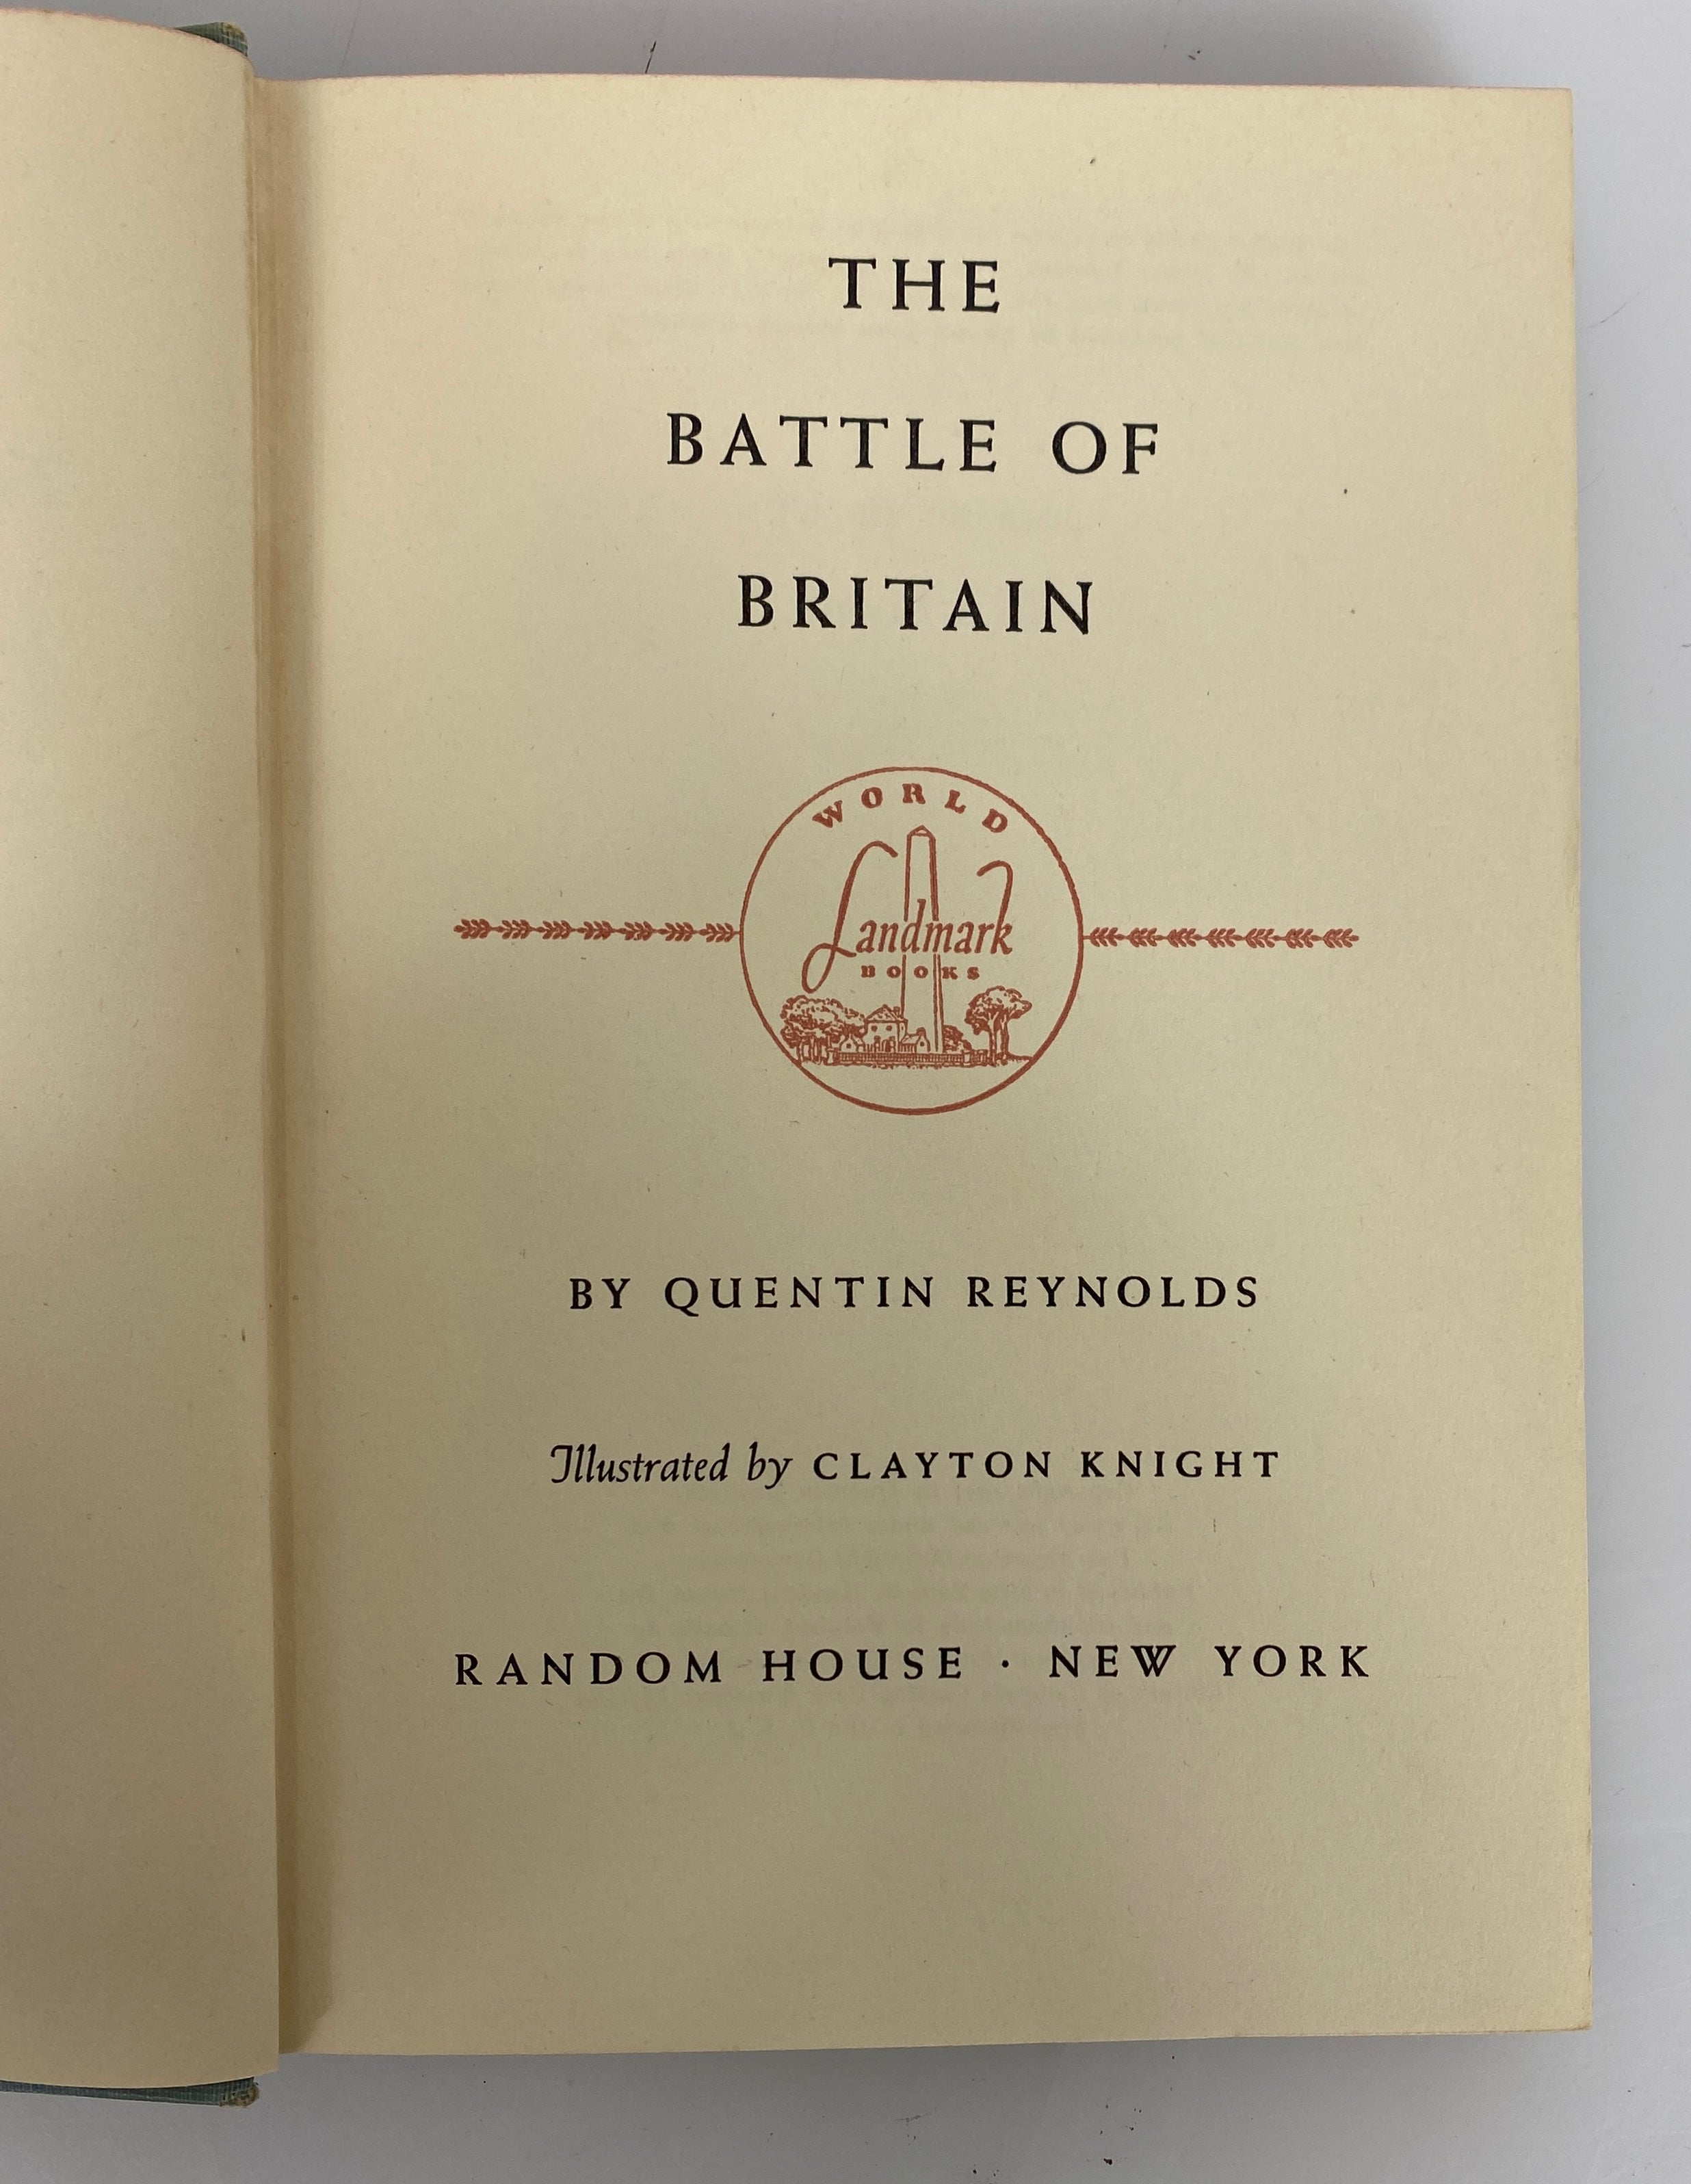 THE
BATTLE OF
BRITAIN
WORLD
Landmark
BOOKS
BY QUENTIN REYNOLDS
Illustrated by CLAYTON KNIGHT
RANDOM HOUSE · NEW YORK